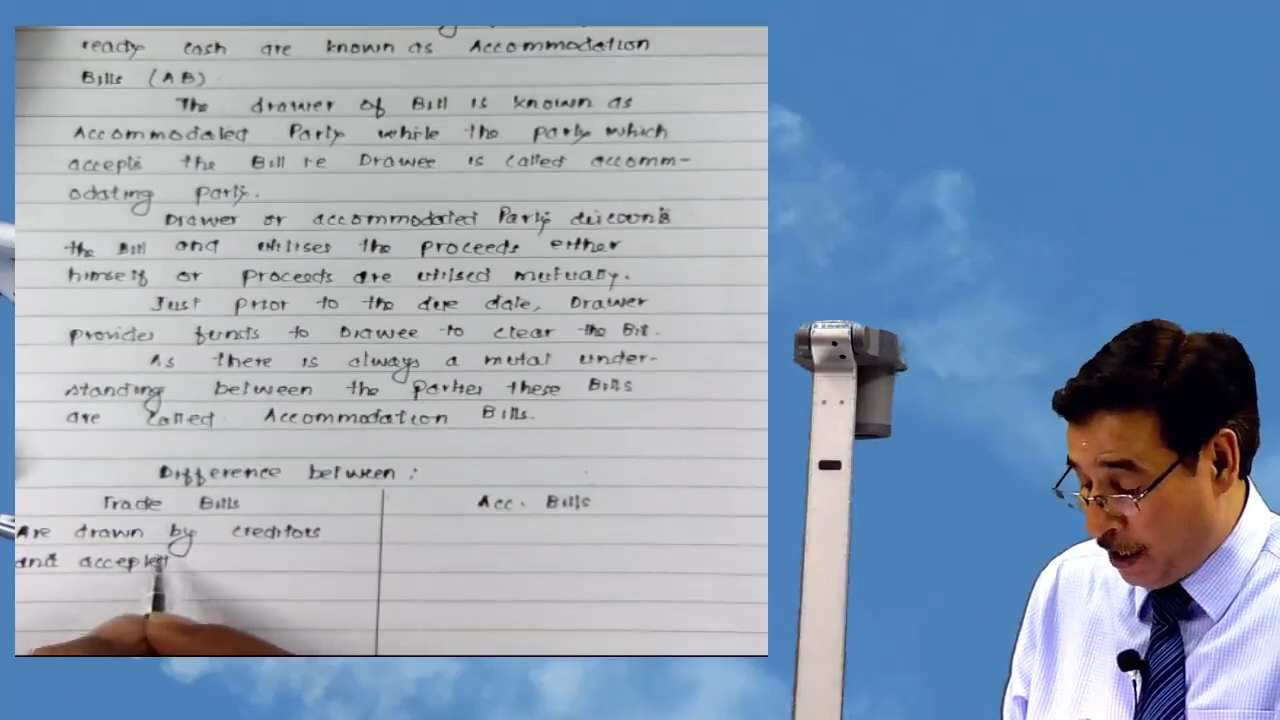 ready cash are known as Accommodation
Bills (AB)
The drawer of Bill is known as
Accommodated Party while the party which
accepts the Bill ie Drawee is called accomm-
odating party.
Drawer or accommodated Party discounts
the Bill and utilises the proceeds either
himself or proceeds are utilsed mutually.
Just prior to the due date, Drawer
provides funds to Drawee to clear the Bill.
As there is always a mutal under-
standing between the parties these Bills
are called Accommodation Bills.
Difference between :
Trade Bills
Acc. Bills
Are drawn by creditors
and accepted